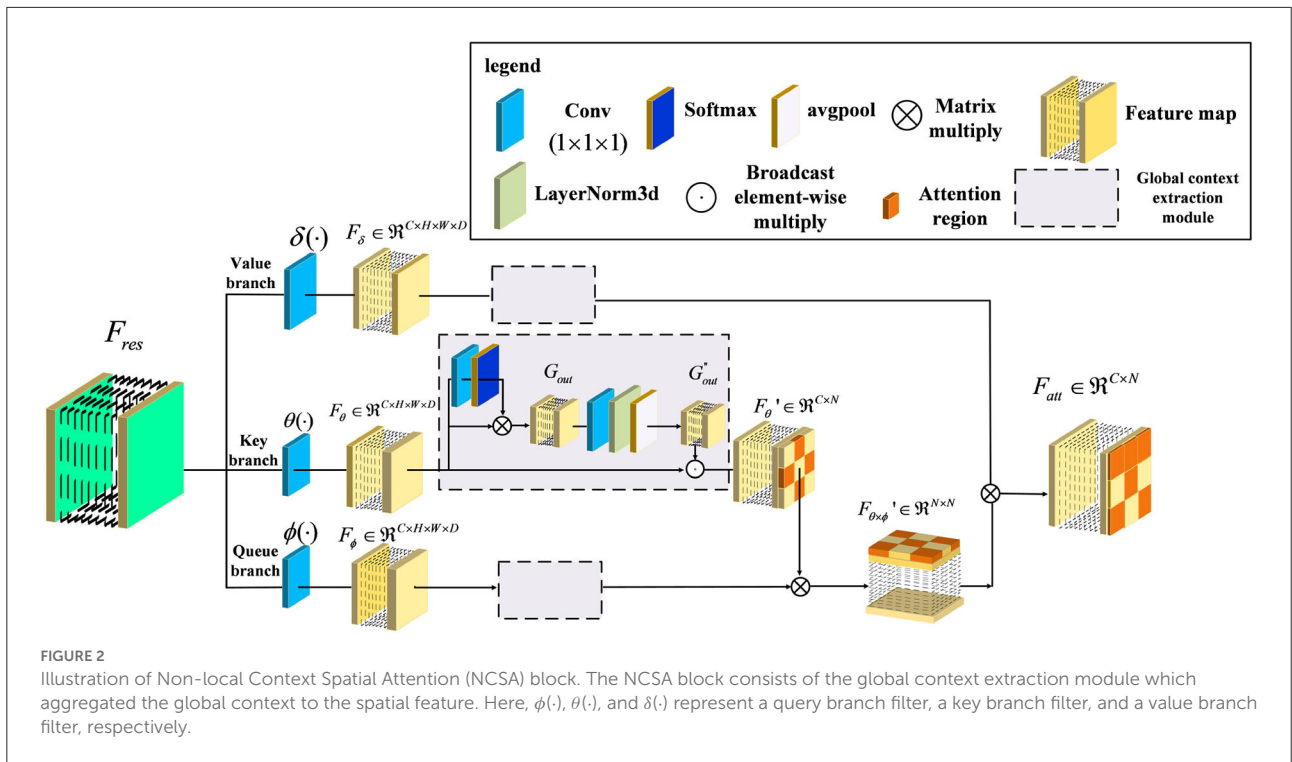 legend
Conv
(1×1×1)
Softmax
avgpool
Matrix
multiply
Feature map
LayerNorm3d
Broadcast
element-wise
multiply
Attention
region
Global context
extraction
module
δ(·)
F_δ ∈ ℜ^{C×H×W×D}
Value
branch
F_res
G_out
G_out^"
F_θ ∈ ℜ^{C×H×W×D}
θ(·)
Key
branch
F_θ' ∈ ℜ^{C×N}
F_att ∈ ℜ^{C×N}
F_{θ×ϕ}' ∈ ℜ^{N×N}
ϕ(·)
F_ϕ ∈ ℜ^{C×H×W×D}
Queue
branch
FIGURE 2
Illustration of Non-local Context Spatial Attention (NCSA) block. The NCSA block consists of the global context extraction module which
aggregated the global context to the spatial feature. Here, ϕ(·), θ(·), and δ(·) represent a query branch filter, a key branch filter, and a value branch
filter, respectively.